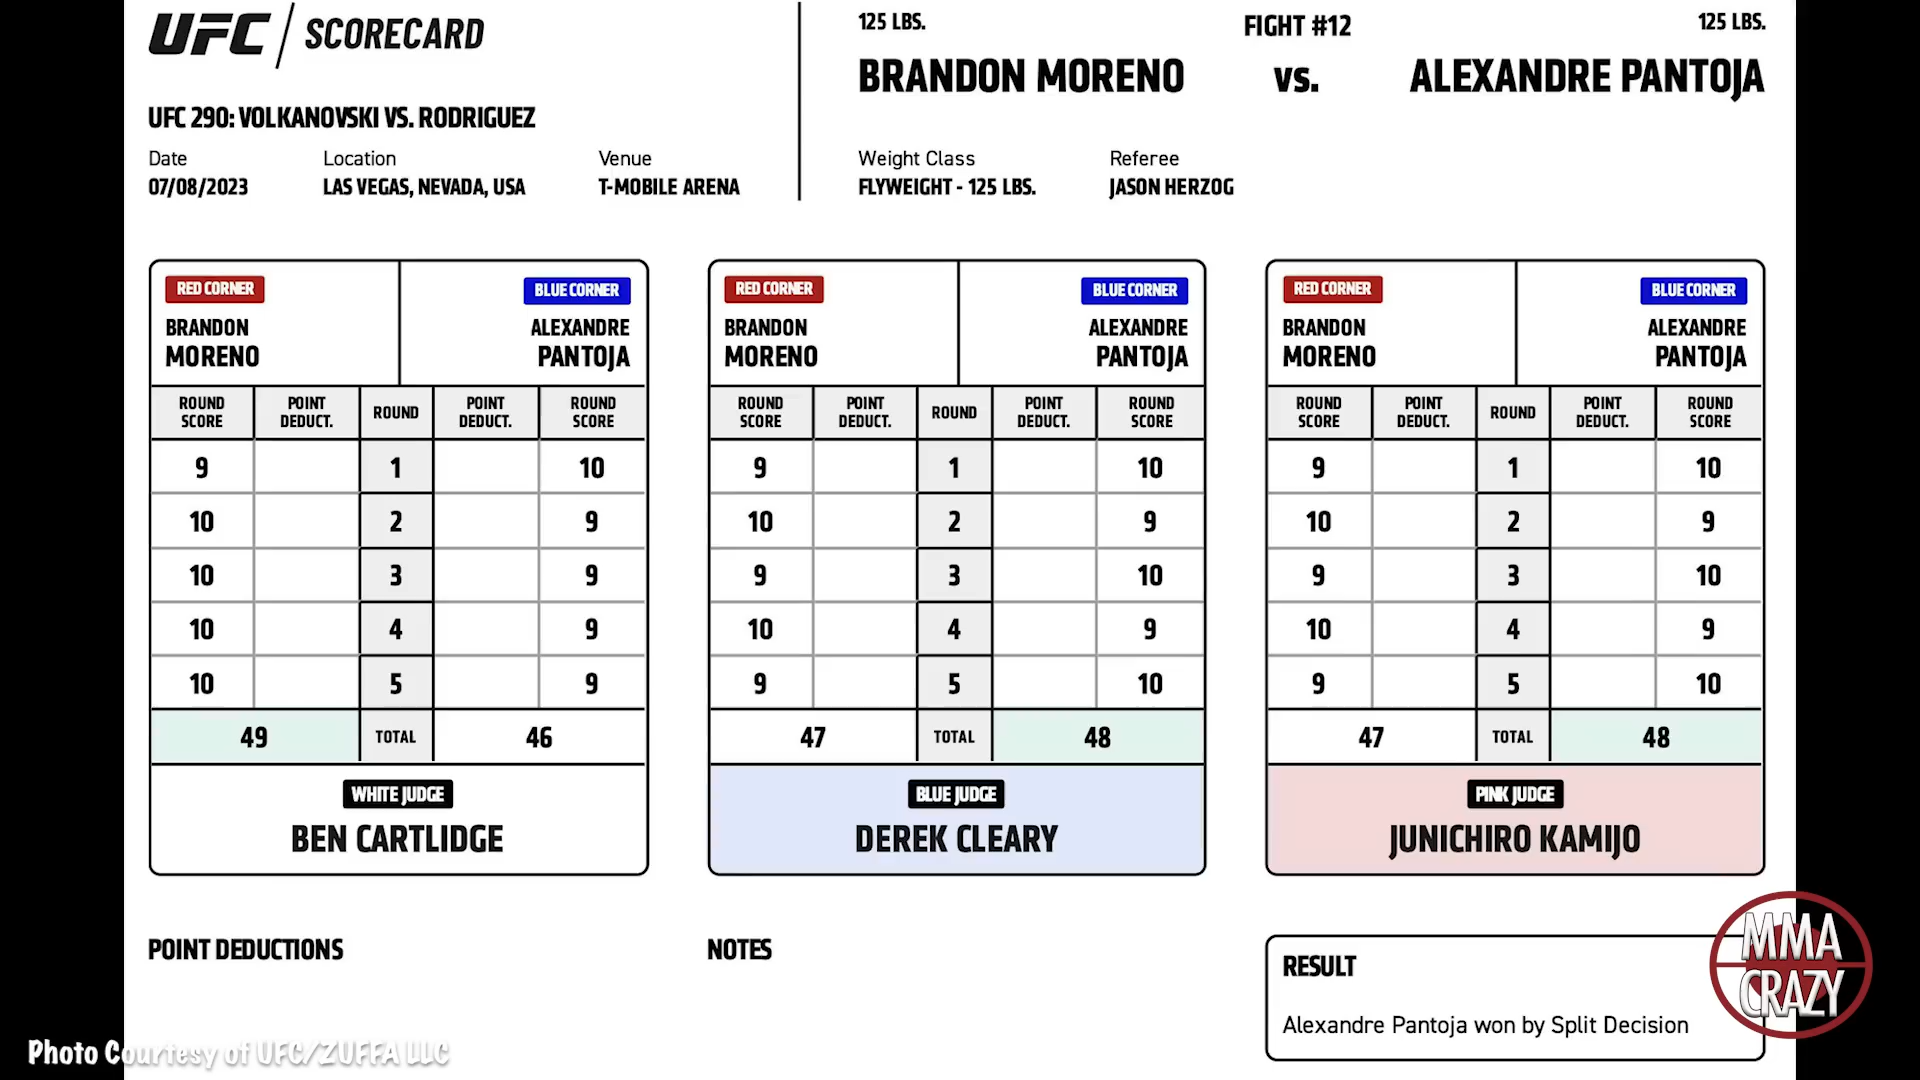 UFC / SCORECARD
UFC 290: VOLKANOVSKI VS. RODRIGUEZ
Date Location Venue
07/08/2023 LAS VEGAS, NEVADA, USA T-MOBILE ARENA
125 LBS. FIGHT #12 125 LBS.
BRANDON MORENO VS. ALEXANDRE PANTOJA
Weight Class Referee
FLYWEIGHT - 125 LBS. JASON HERZOG
RED CORNER BLUE CORNER
BRANDON ALEXANDRE
MORENO PANTOJA
ROUND POINT ROUND POINT ROUND
SCORE DEDUCT. DEDUCT. SCORE
9 1 10
10 2 9
10 3 9
10 4 9
10 5 9
49 TOTAL 46
WHITE JUDGE
BEN CARTLIDGE
RED CORNER BLUE CORNER
BRANDON ALEXANDRE
MORENO PANTOJA
ROUND POINT ROUND POINT ROUND
SCORE DEDUCT. DEDUCT. SCORE
9 1 10
10 2 9
9 3 10
10 4 9
9 5 10
47 TOTAL 48
BLUE JUDGE
DEREK CLEARY
RED CORNER BLUE CORNER
BRANDON ALEXANDRE
MORENO PANTOJA
ROUND POINT ROUND POINT ROUND
SCORE DEDUCT. DEDUCT. SCORE
9 1 10
10 2 9
9 3 10
10 4 9
9 5 10
47 TOTAL 48
PINK JUDGE
JUNICHIRO KAMIJO
POINT DEDUCTIONS
NOTES
RESULT
Alexandre Pantoja won by Split Decision
MMA
CRAZY
Photo Courtesy of UFC/ZUFFA LLC